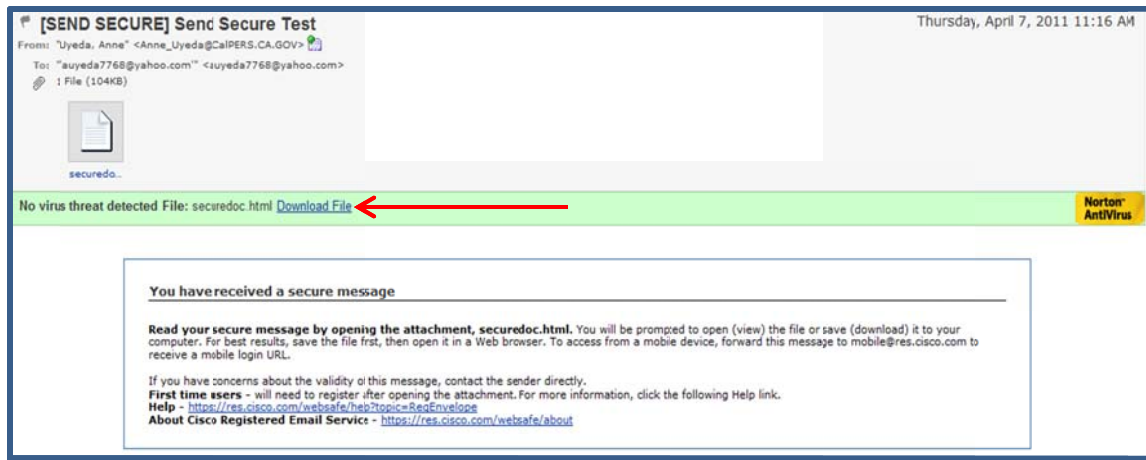 [SEND SECURE] Send Secure Test
Thursday, April 7, 2011 11:16 AM
From: "Uyeda, Anne" <Anne_Uyeda@CalPERS.CA.GOV>
To: "auyeda7768@yahoo.com'" <auyeda7768@yahoo.com>
1 File (104KB)
securedo...
No virus threat detected File: securedoc.html Download File
Norton™
AntiVirus
You have received a secure message
Read your secure message by opening the attachment, securedoc.html. You will be prompted to open (view) the file or save (download) it to your
computer. For best results, save the file first, then open it in a Web browser. To access from a mobile device, forward this message to mobile@res.cisco.com to
receive a mobile login URL.
If you have concerns about the validity of this message, contact the sender directly.
First time users - will need to register after opening the attachment. For more information, click the following Help link.
Help - https://res.cisco.com/websafe/help?topic=RegEnvelope
About Cisco Registered Email Service - https://res.cisco.com/websafe/about